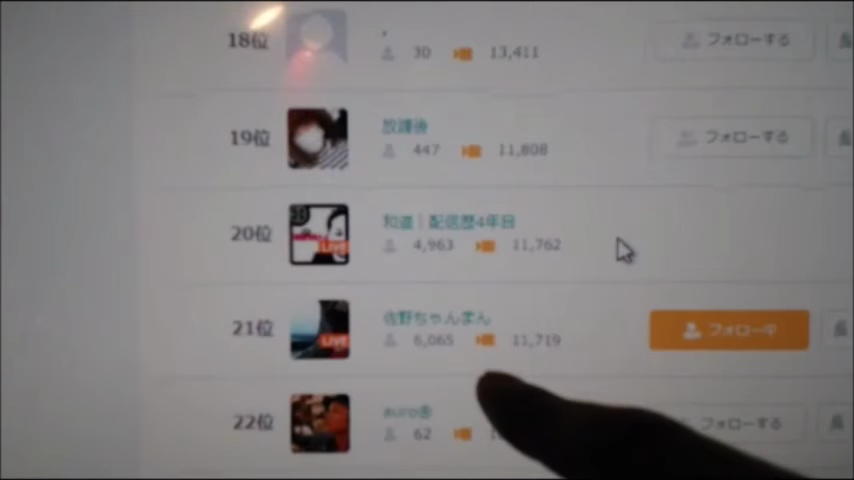 18位
30 13,411 フォローする
19位
放課後
447 11,808 フォローする
20位
和道｜配信歴4年目
LIVE
4,963 11,762
21位
佐野ちゃんまん
LIVE
6,065 11,719 フォロー中
22位
62 フォローする